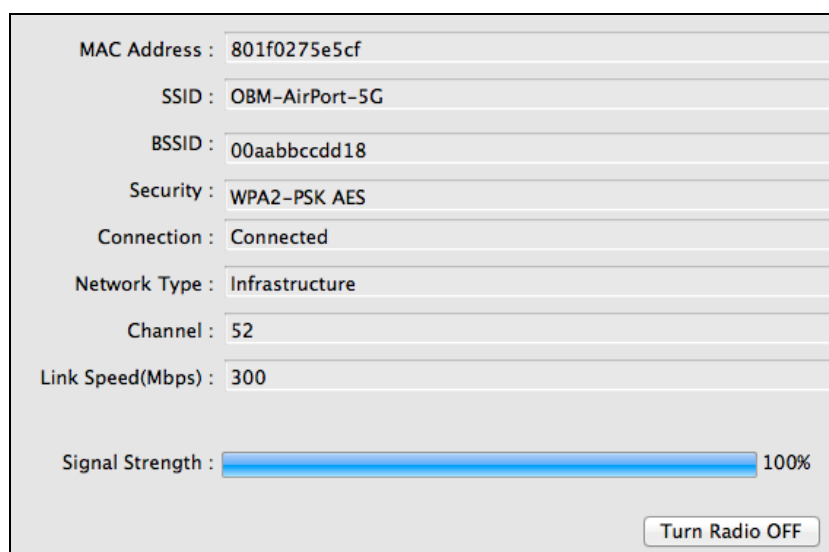 MAC Address : 801f0275e5cf
SSID : OBM-AirPort-5G
BSSID : 00aabbccdd18
Security : WPA2-PSK AES
Connection : Connected
Network Type : Infrastructure
Channel : 52
Link Speed(Mbps) : 300
Signal Strength : 100%
Turn Radio OFF